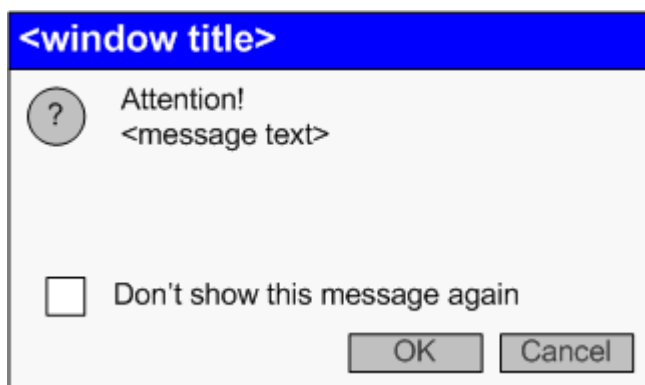 <window title>
?
Attention!
<message text>
Don't show this message again
OK
Cancel